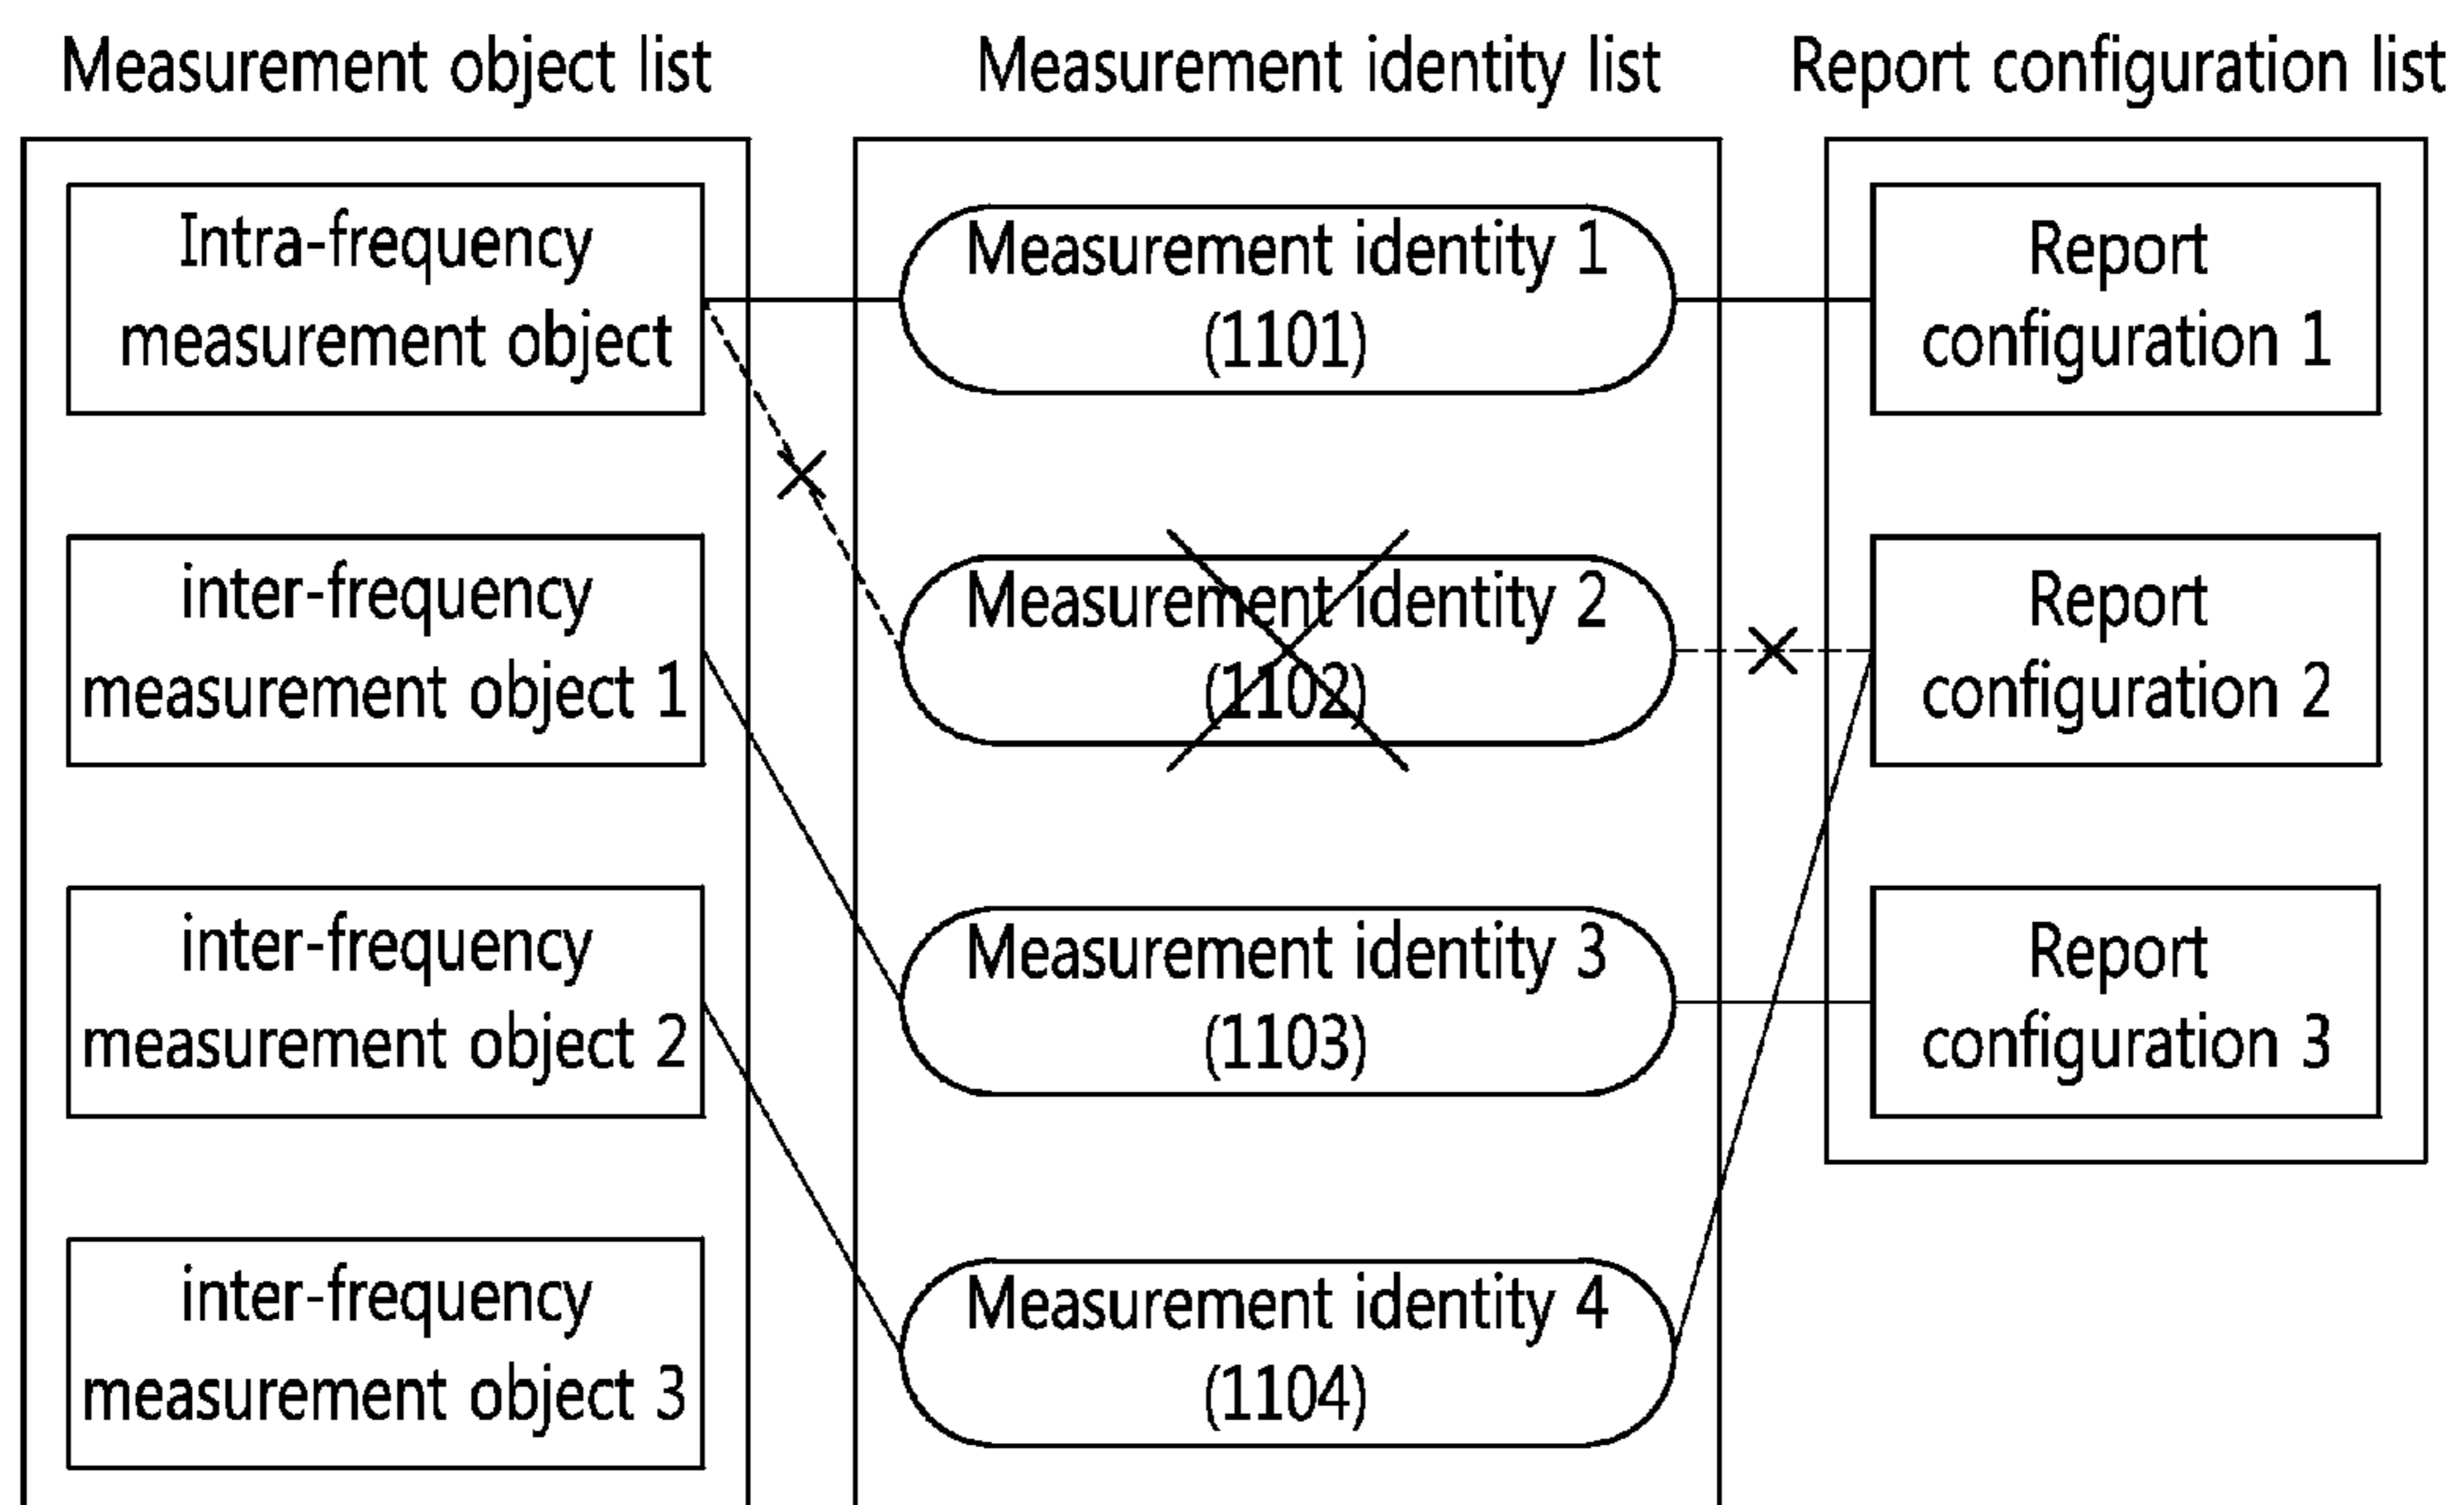 Measurement object list
Measurement identity list
Report configuration list
Intra-frequency
measurement object
Measurement identity 1
(1101)
Report
configuration 1
inter-frequency
measurement object 1
Measurement identity 2
(1102)
Report
configuration 2
inter-frequency
measurement object 2
Measurement identity 3
(1103)
Report
configuration 3
inter-frequency
measurement object 3
Measurement identity 4
(1104)